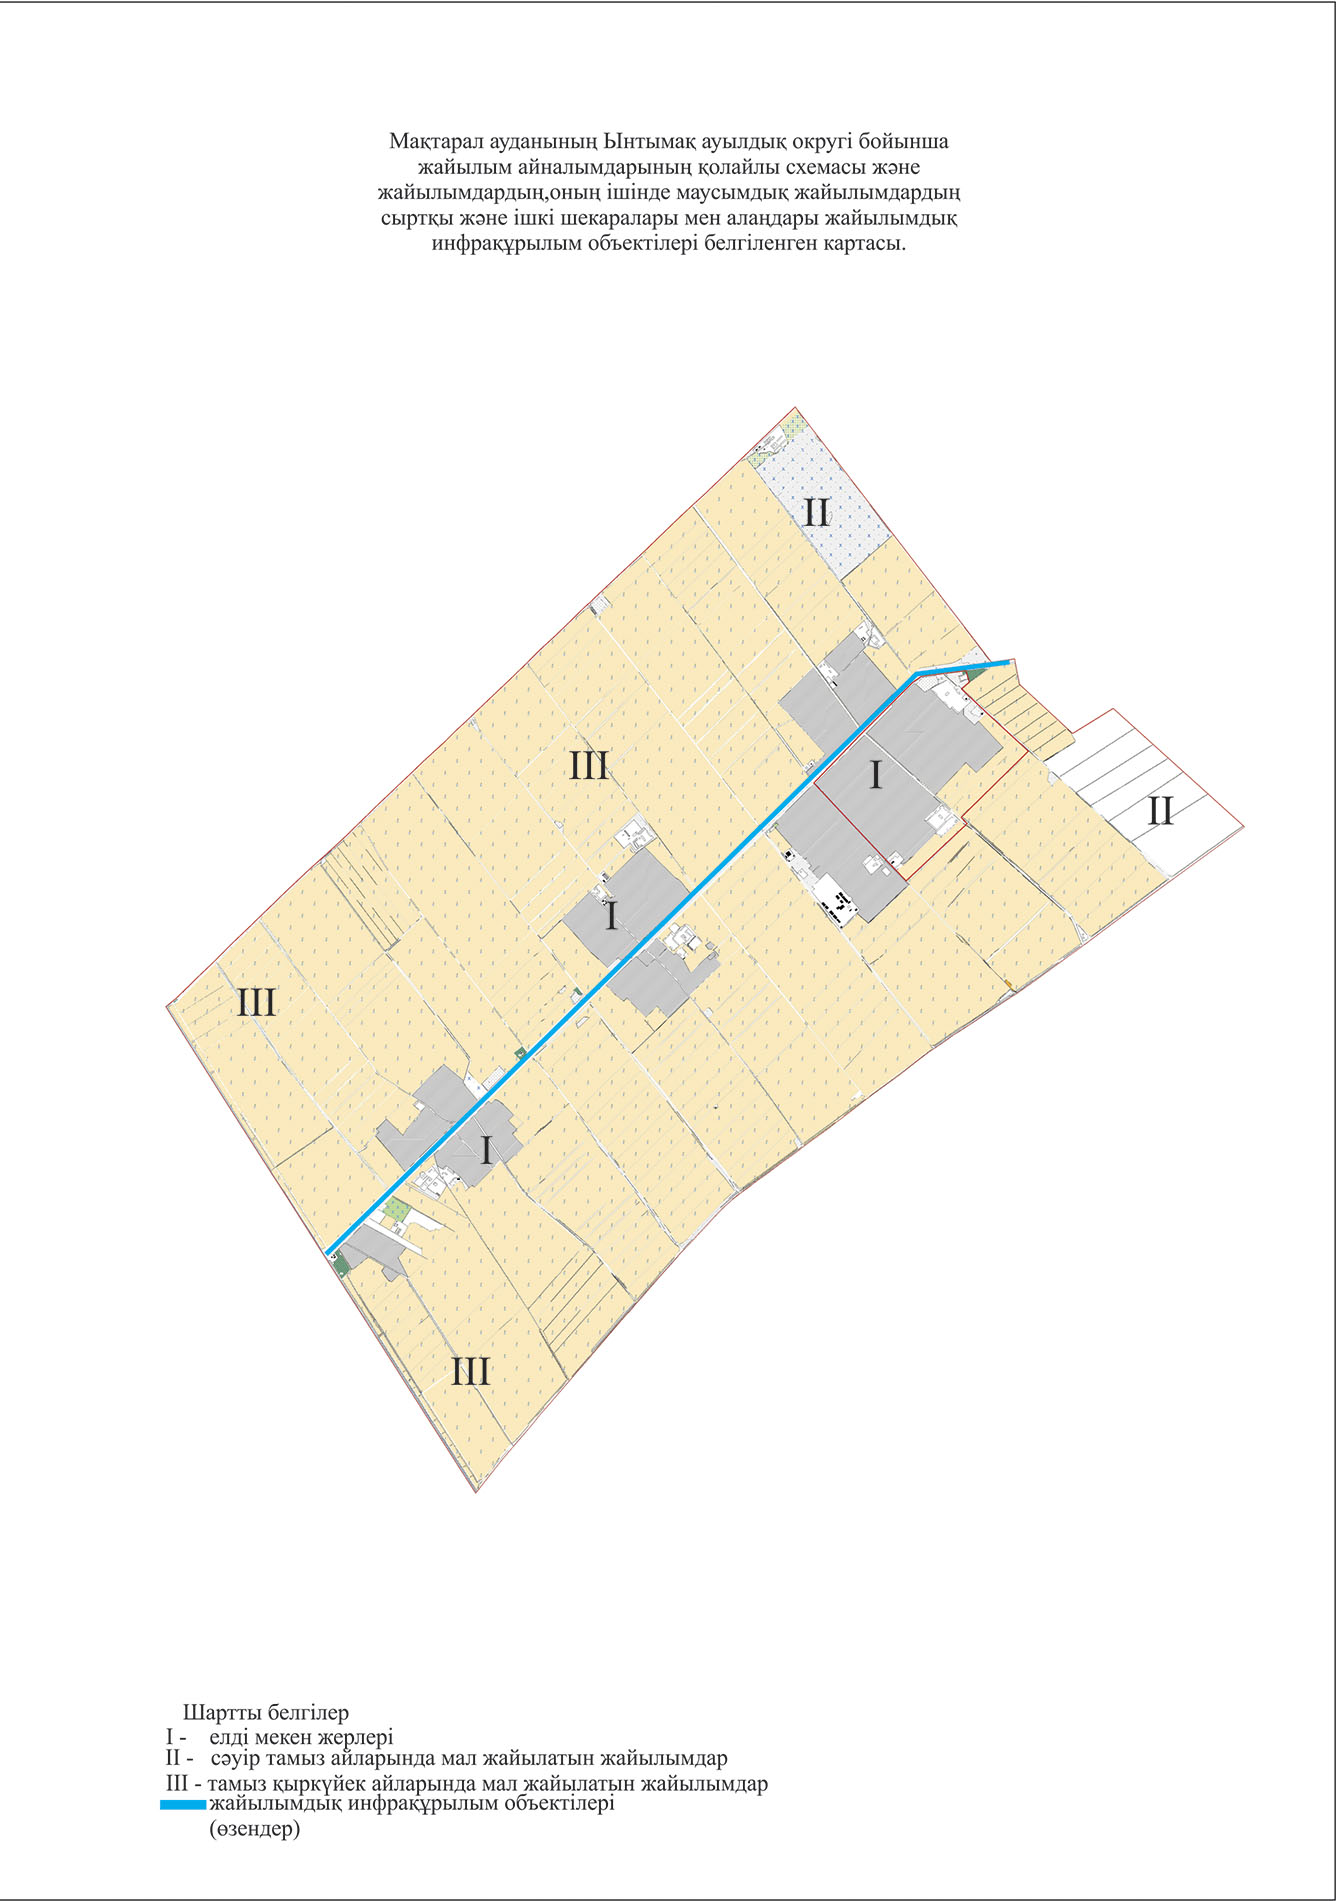 Мақтарал ауданының Ынтымақ ауылдық округі бойынша
жайылым айналымдарының қолайлы схемасы және
жайылымдардың,оның ішінде маусымдық жайылымдардың
сыртқы және ішкі шекаралары мен алаңдары жайылымдық
инфрақұрылым объектілері белгіленген картасы.
II
III
I
II
I
III
I
III
Шартты белгілер
I - елді мекен жерлері
II - сәуір тамыз айларында мал жайылатын жайылымдар
III - тамыз қыркүйек айларында мал жайылатын жайылымдар
жайылымдық инфрақұрылым объектілері
(өзендер)